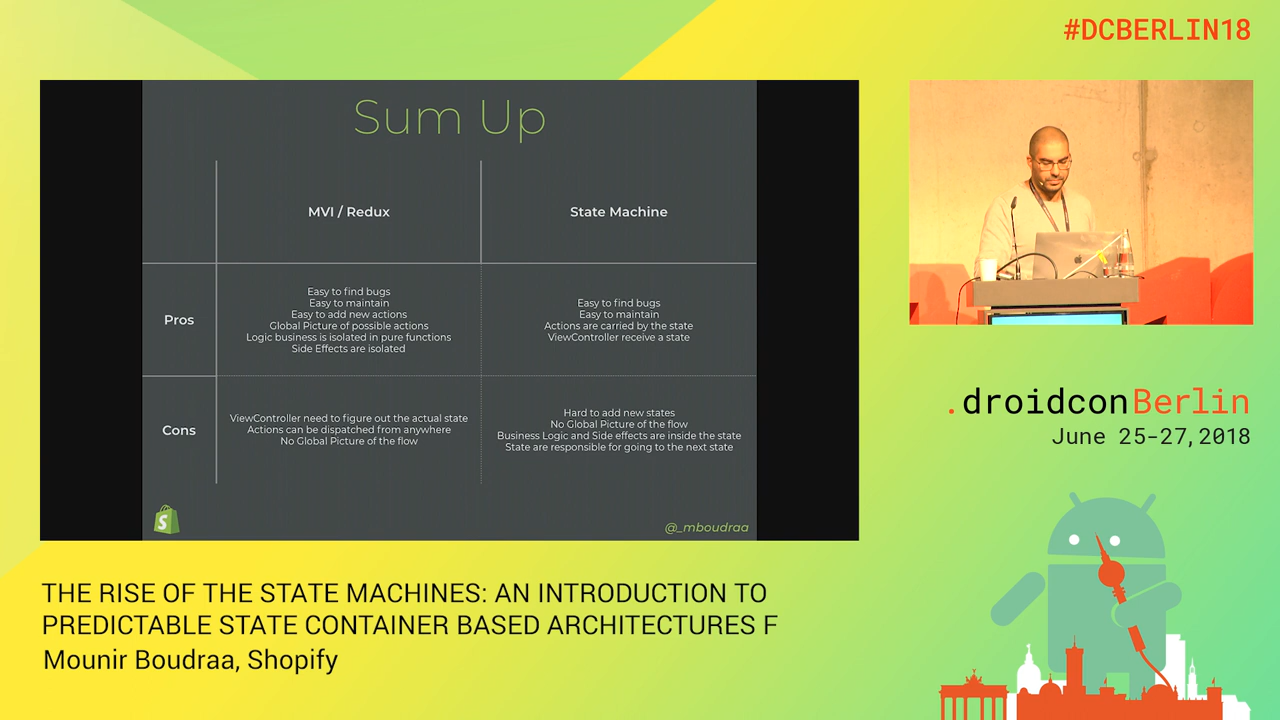 #DCBERLIN18
Sum Up
MVI / Redux
State Machine
Pros
Easy to find bugs
Easy to maintain
Easy to add new actions
Global Picture of possible actions
Logic business is isolated in pure functions
Side Effects are isolated
Easy to find bugs
Easy to maintain
Actions are carried by the state
ViewController receive a state
Cons
ViewController need to figure out the actual state
Actions can be dispatched from anywhere
No Global Picture of the flow
Hard to add new states
No Global Picture of the flow
Business Logic and Side effects are inside the state
State are responsible for going to the next state
S
@_mboudraa
.droidconBerlin
June 25-27,2018
THE RISE OF THE STATE MACHINES: AN INTRODUCTION TO
PREDICTABLE STATE CONTAINER BASED ARCHITECTURES F
Mounir Boudraa, Shopify